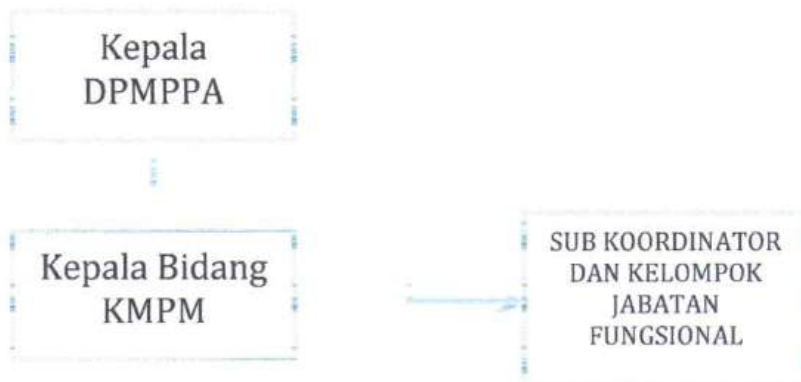 Kepala
DPMPPA
Kepala Bidang
KMPM
SUB KOORDINATOR
DAN KELOMPOK
JABATAN
FUNGSIONAL